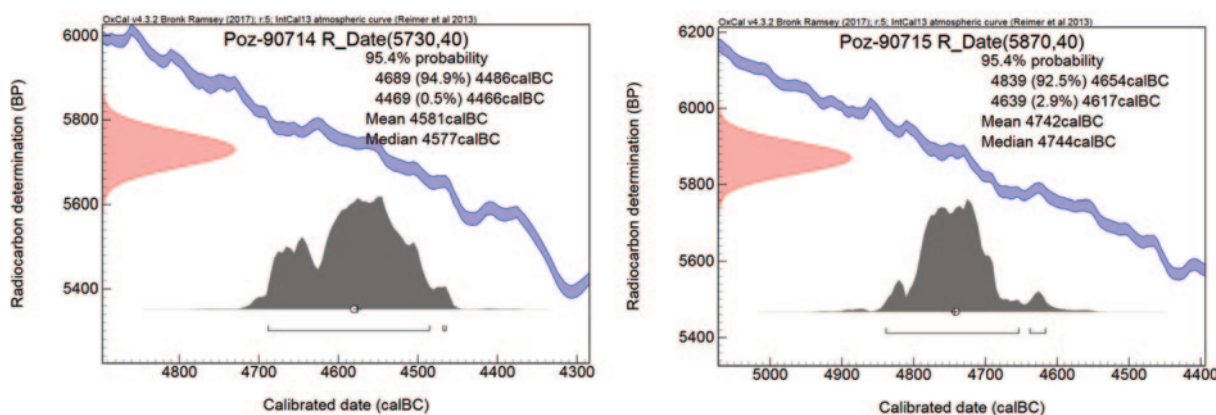 OxCal v4.3.2 Bronk Ramsey (2017); r:5; IntCal13 atmospheric curve (Reimer et al 2013)
Poz-90714 R_Date(5730,40)
95.4% probability
4689 (94.9%) 4486calBC
4469 (0.5%) 4466calBC
Mean 4581calBC
Median 4577calBC
Radiocarbon determination (BP)
6000
5800
5600
5400
4800 4700 4600 4500 4400 4300
Calibrated date (calBC)
OxCal v4.3.2 Bronk Ramsey (2017); r:5; IntCal13 atmospheric curve (Reimer et al 2013)
Poz-90715 R_Date(5870,40)
95.4% probability
4839 (92.5%) 4654calBC
4639 (2.9%) 4617calBC
Mean 4742calBC
Median 4744calBC
Radiocarbon determination (BP)
6200
6000
5800
5600
5400
5000 4900 4800 4700 4600 4500 4400
Calibrated date (calBC)